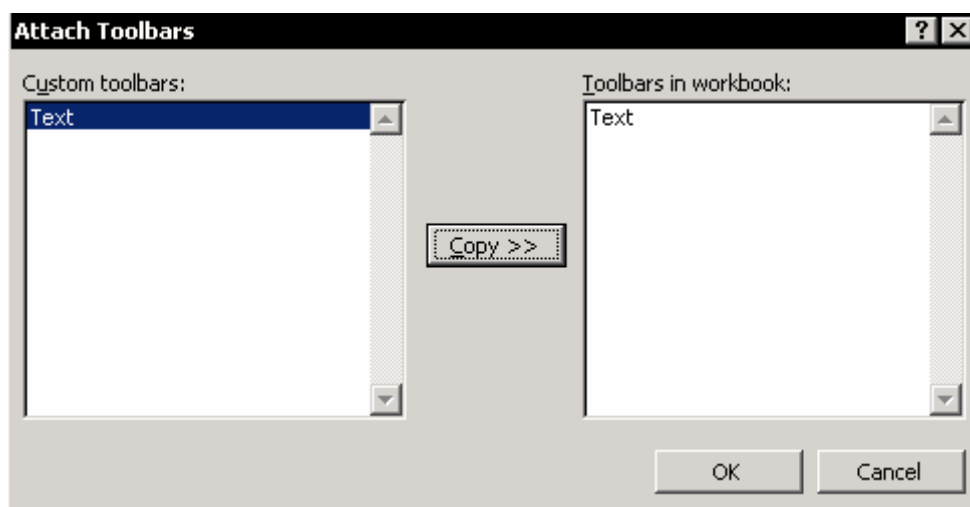 Attach Toolbars
Custom toolbars:
Toolbars in workbook:
Text
Text
Copy >>
OK
Cancel